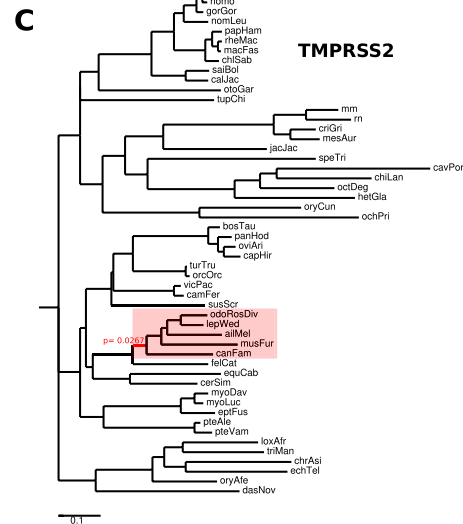 C
TMPRSS2
homo
gorGor
nomLeu
papHam
rheMac
macFas
chlSab
saiBol
calJac
otoGar
tupChi
mm
rn
criGri
mesAur
jacJac
speTri
cavPor
chiLan
octDeg
hetGla
oryCun
ochPri
bosTau
panHod
oviAri
capHir
turTru
orcOrc
vicPac
camFer
susScr
odoRosDiv
lepWed
ailMel
musFur
p= 0.0267
canFam
felCat
equCab
cerSim
myoDav
myoLuc
eptFus
pteAle
pteVam
loxAfr
triMan
chrAsi
echTel
oryAfe
dasNov
0.1